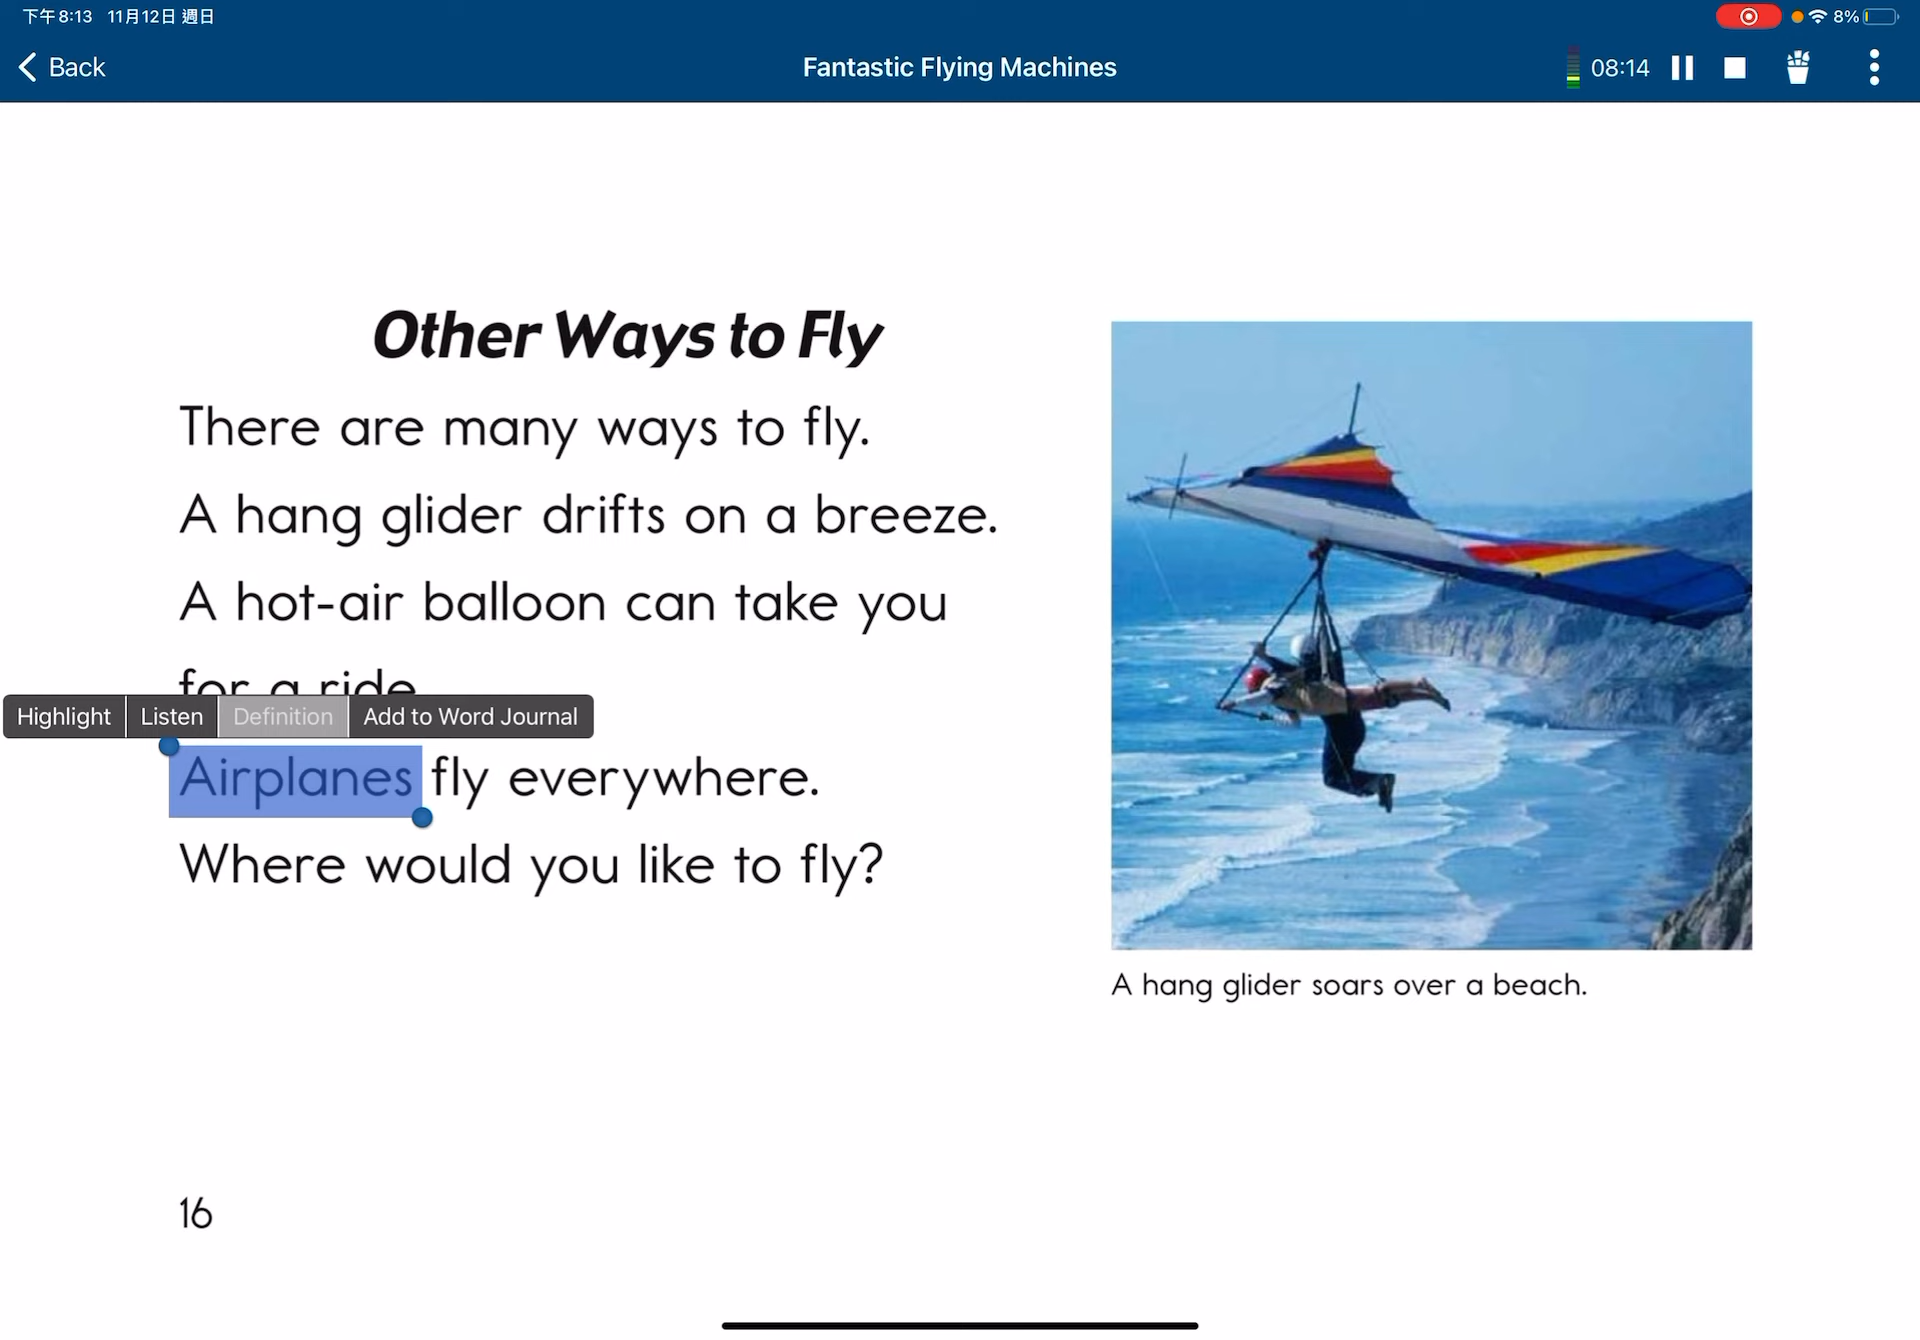 下午8:13 11月12日 週日
8%
Back
Fantastic Flying Machines
08:14
Other Ways to Fly
There are many ways to fly.
A hang glider drifts on a breeze.
A hot-air balloon can take you
for a ride
Highlight Listen Definition Add to Word Journal
Airplanes fly everywhere.
Where would you like to fly?
A hang glider soars over a beach.
16